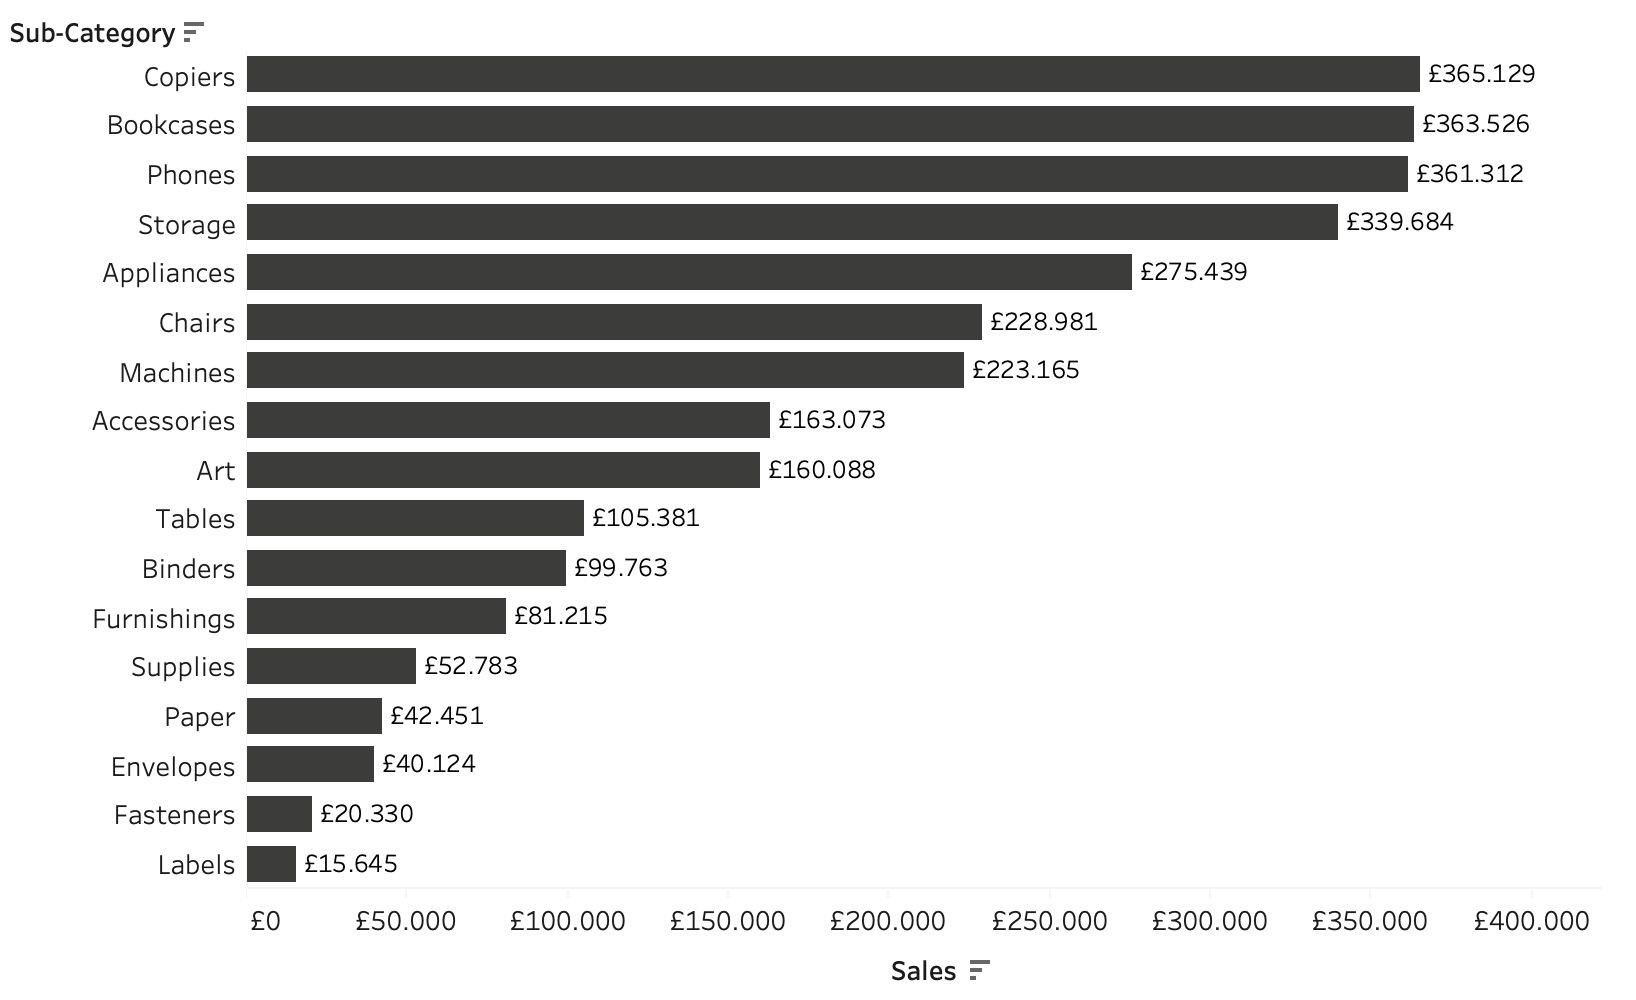 Sub-Category
Copiers £365.129
Bookcases £363.526
Phones £361.312
Storage £339.684
Appliances £275.439
Chairs £228.981
Machines £223.165
Accessories £163.073
Art £160.088
Tables £105.381
Binders £99.763
Furnishings £81.215
Supplies £52.783
Paper £42.451
Envelopes £40.124
Fasteners £20.330
Labels £15.645
£0 £50.000 £100.000 £150.000 £200.000 £250.000 £300.000 £350.000 £400.000
Sales